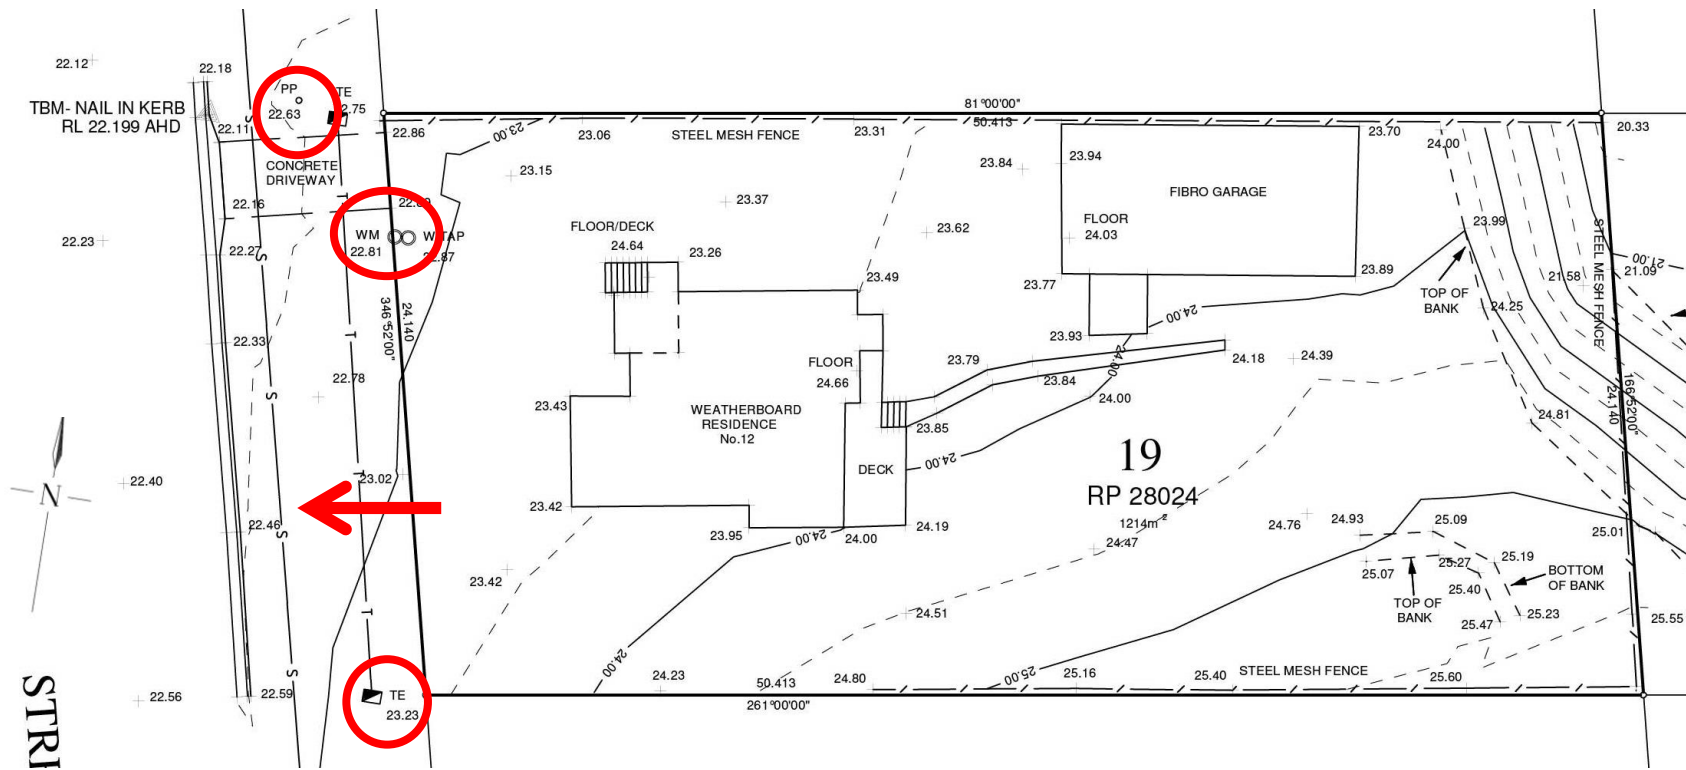 22.12
22.18
PP
TE
TBM- NAIL IN KERB
RL 22.199 AHD
22.63
22.11
S
22.86
23.00
23.06
STEEL MESH FENCE
81°00'00"
50.413
23.31
23.70
24.00
20.33
CONCRETE
DRIVEWAY
T
23.15
23.37
23.84
23.94
FIBRO GARAGE
FLOOR
24.03
22.16
22.23
22.27
S
WM
22.81
W TAP
FLOOR/DECK
24.64
23.26
23.62
23.49
23.77
23.89
23.99
STEEL MESH FENCE
21.58
21.00
21.09
TOP OF
BANK
24.25
24.140
346°52'00"
T
22.33
24.00
23.93
24.00
24.18
24.39
FLOOR
24.66
23.79
23.84
24.00
22.78
S
23.43
WEATHERBOARD
RESIDENCE
No.12
23.85
24.00
DECK
19
RP 28024
1214m²
166°52'00"
24.140
24.81
N
22.40
T
23.02
22.46
S
23.42
23.95
24.00
24.00
24.19
24.47
24.76
24.93
25.09
25.01
25.07
25.27
25.19
25.40
BOTTOM
OF BANK
TOP OF
BANK
25.47
25.23
25.55
23.42
24.51
T
S
24.00
22.56
22.59
TE
23.23
24.23
50.413
24.80
261°00'00"
25.00
25.16
25.40
STEEL MESH FENCE
25.60